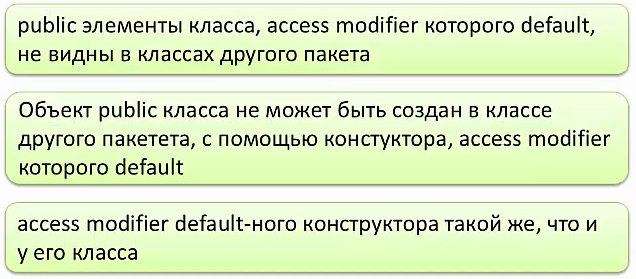 public элементы класса, access modifier которого default,
не видны в классах другого пакета
Объект public класса не может быть создан в классе
другого пакетета, с помощью констуктора, access modifier
которого default
access modifier default-ного конструктора такой же, что и
у его класса